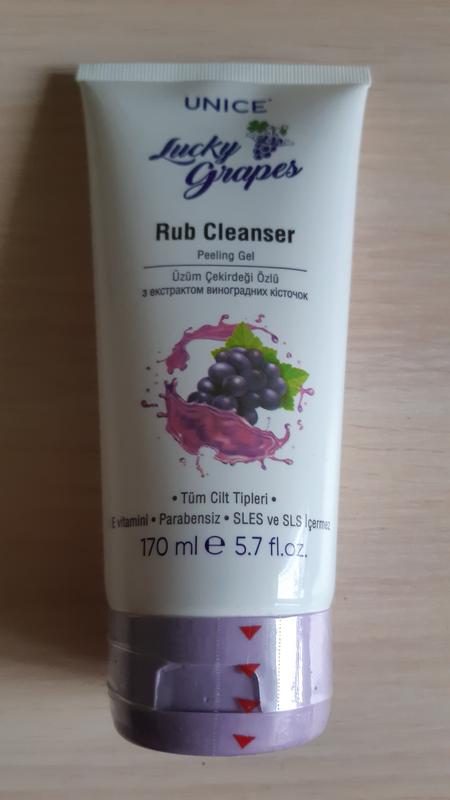 UNICE
Lucky
Grapes
Rub Cleanser
Peeling Gel
Üzüm Çekirdeği Özlü
з екстрактом виноградних кісточок
• Tüm Cilt Tipleri •
E vitamini • Parabensiz • SLES ve SLS İçermez
170 ml ℮ 5.7 fl.oz.